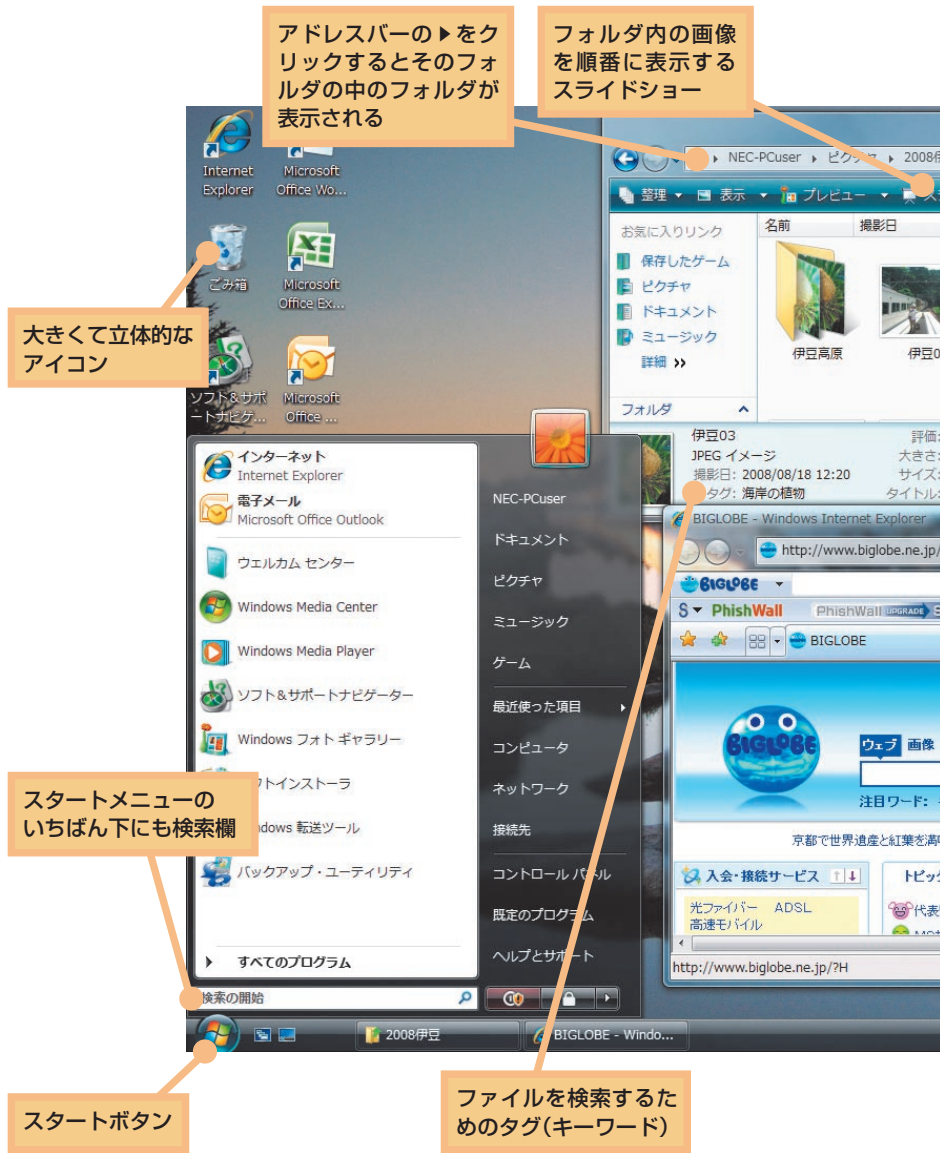 アドレスバーの▶をク
リックするとそのフォ
ルダの中のフォルダが
表示される
フォルダ内の画像
を順番に表示する
スライドショー
Internet
Explorer
Microsoft
Office Wo...
NEC-PCuser ▸ ピクチャ ▸ 2008
整理 表示 プレビュー
お気に入りリンク
保存したゲーム
ピクチャ
ドキュメント
ミュージック
詳細 »
フォルダ
名前 撮影日
伊豆高原
伊豆0
ごみ箱
Microsoft
Office Ex...
大きくて立体的な
アイコン
ソフト&サポ
ートナビゲ...
Microsoft
Office ...
伊豆03
JPEG イメージ
撮影日: 2008/08/18 12:20
タグ: 海岸の植物
評価:
大きさ:
サイズ:
タイトル:
インターネット
Internet Explorer
電子メール
Microsoft Office Outlook
ウェルカム センター
Windows Media Center
Windows Media Player
ソフト&サポートナビゲーター
Windows フォト ギャラリー
フトインストーラ
ndows 転送ツール
バックアップ・ユーティリティ
すべてのプログラム
検索の開始
NEC-PCuser
ドキュメント
ピクチャ
ミュージック
ゲーム
最近使った項目
コンピュータ
ネットワーク
接続先
コントロール パネル
既定のプログラム
ヘルプとサポート
BIGLOBE - Windows Internet Explorer
http://www.biglobe.ne.jp/
BIGLOBE
PhishWall PhishWall UPGRADE
BIGLOBE
BIGLOBE
ウェブ 画像
注目ワード:
京都で世界遺産と紅葉を満
入会・接続サービス
トピッ
光ファイバー ADSL
高速モバイル
代表
http://www.biglobe.ne.jp/?H
スタートメニューの
いちばん下にも検索欄
2008伊豆
BIGLOBE - Windo...
スタートボタン
ファイルを検索するた
めのタグ(キーワード)